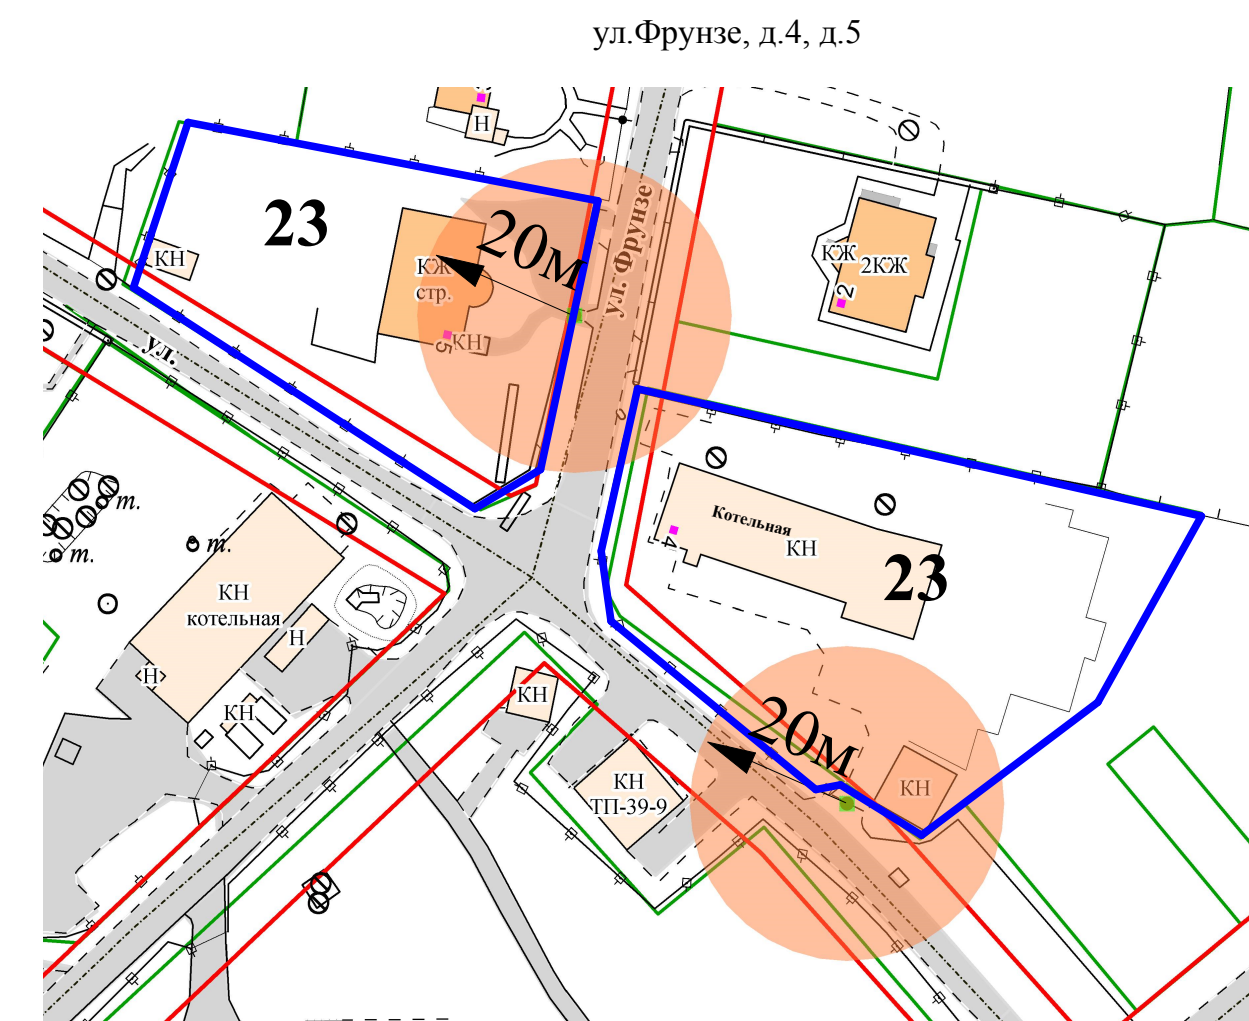 ул.Фрунзе, д.4, д.5
Н
23
20м
ул. Фрунзе
КН
КЖ
стр.
5
КН
КЖ
2КЖ
2
ул.
т.
т.
т.
Котельная
КН
4
23
КН
котельная
Н
Н
КН
КН
КН
ТП-39-9
20м
КН